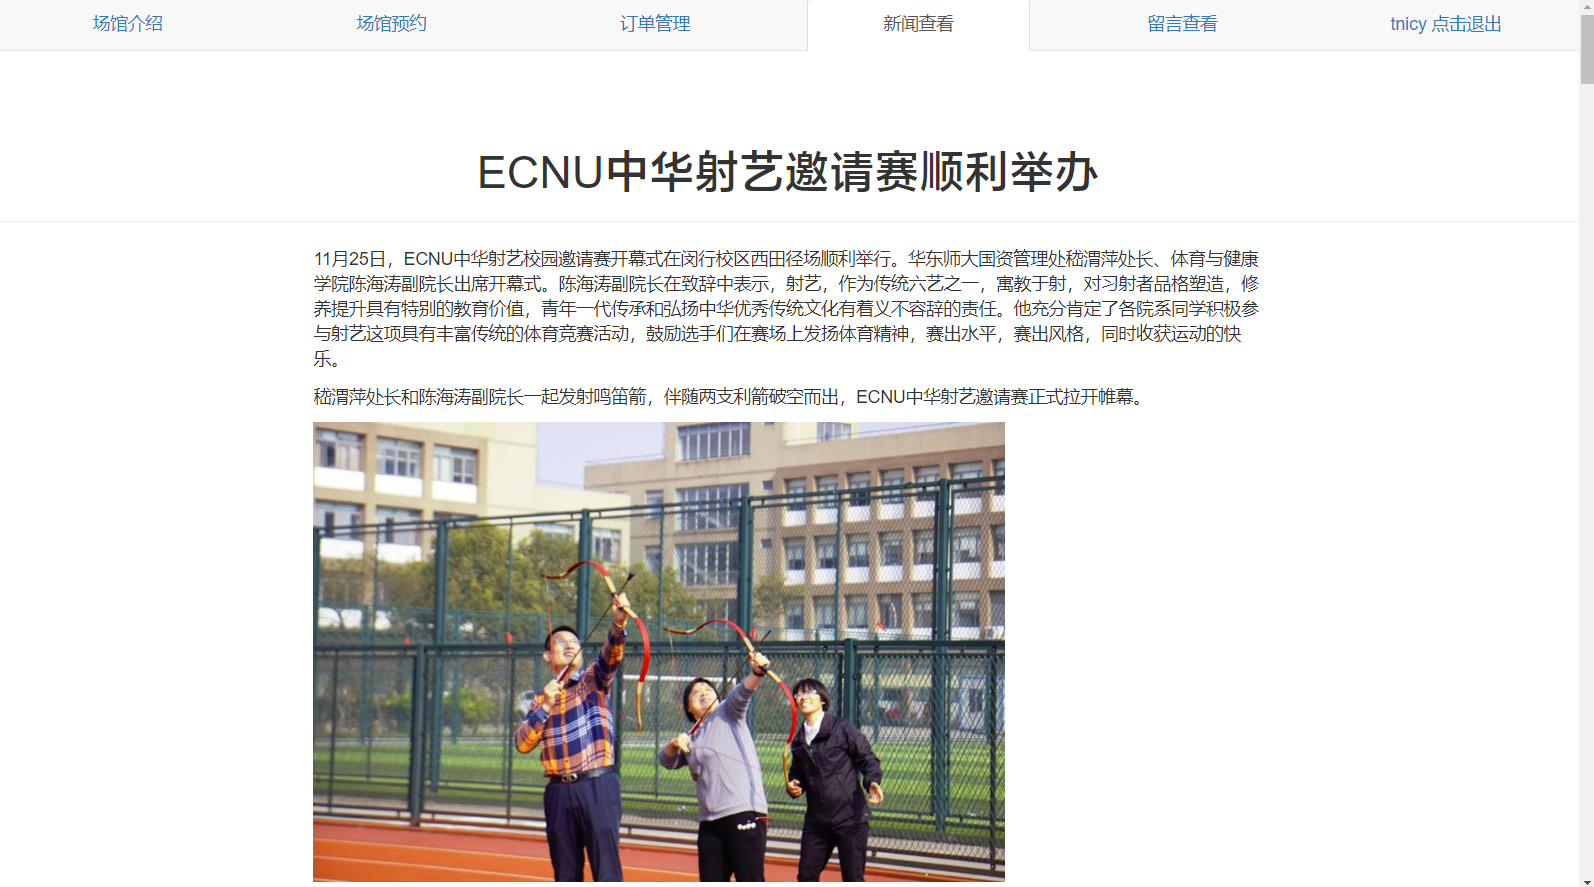 场馆介绍
场馆预约
订单管理
新闻查看
留言查看
tnicy 点击退出
ECNU中华射艺邀请赛顺利举办
11月25日，ECNU中华射艺校园邀请赛开幕式在闵行校区西田径场顺利举行。华东师大国资管理处嵇渭萍处长、体育与健康
学院陈海涛副院长出席开幕式。陈海涛副院长在致辞中表示，射艺，作为传统六艺之一，寓教于射，对习射者品格塑造，修
养提升具有特别的教育价值，青年一代传承和弘扬中华优秀传统文化有着义不容辞的责任。他充分肯定了各院系同学积极参
与射艺这项具有丰富传统的体育竞赛活动，鼓励选手们在赛场上发扬体育精神，赛出水平，赛出风格，同时收获运动的快
乐。
嵇渭萍处长和陈海涛副院长一起发射鸣笛箭，伴随两支利箭破空而出，ECNU中华射艺邀请赛正式拉开帷幕。